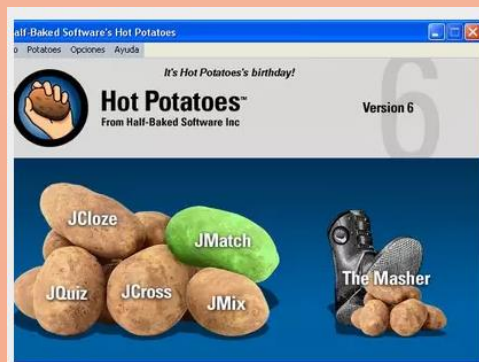 alf-Baked Software's Hot Potatoes
o Potatoes Opciones Ayuda
It's Hot Potatoes's birthday!
Hot Potatoes™
From Half-Baked Software Inc
Version 6
6
JCloze
JMatch
JQuiz
JCross
JMix
The Masher